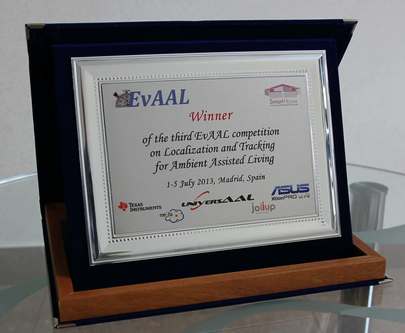 EvAAL
Winner
of the third EvAAL competition
on Localization and Tracking
for Ambient Assisted Living
1-5 July 2013, Madrid, Spain
TEXAS INSTRUMENTS
universAAL
ASUS
joinup